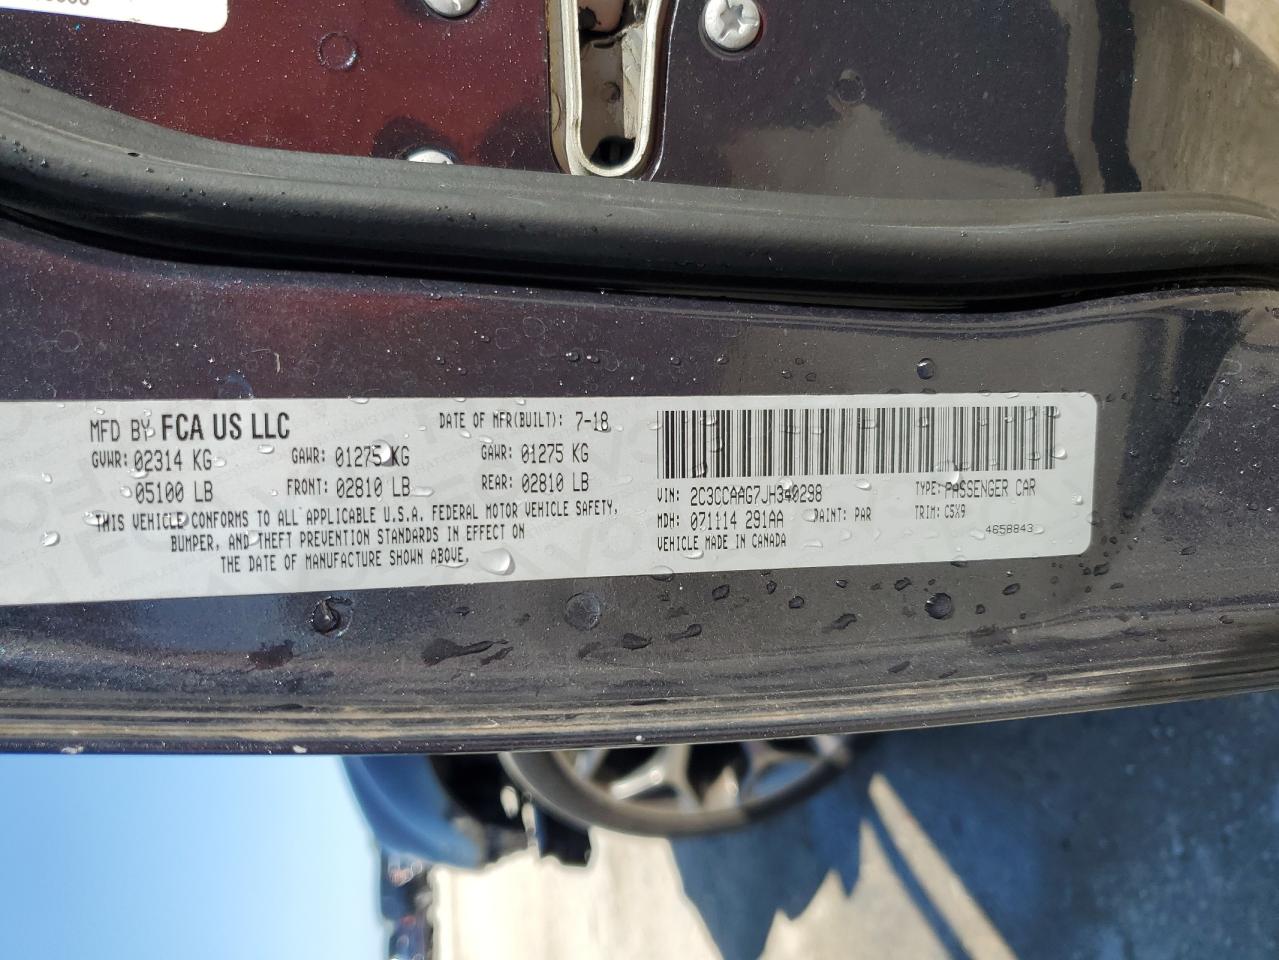 MFD BY FCA US LLC
DATE OF MFR(BUILT): 7-18
GVWR: 02314 KG GAWR: 01275 KG GAWR: 01275 KG
05100 LB FRONT: 02810 LB REAR: 02810 LB
THIS VEHICLE CONFORMS TO ALL APPLICABLE U.S.A. FEDERAL MOTOR VEHICLE SAFETY,
BUMPER, AND THEFT PREVENTION STANDARDS IN EFFECT ON
THE DATE OF MANUFACTURE SHOWN ABOVE.
VIN: 2C3CCAAG7JH340298 TYPE: PASSENGER CAR
MDH: 071114 291AA PAINT: PAR TRIM: C5X9
VEHICLE MADE IN CANADA 4658843